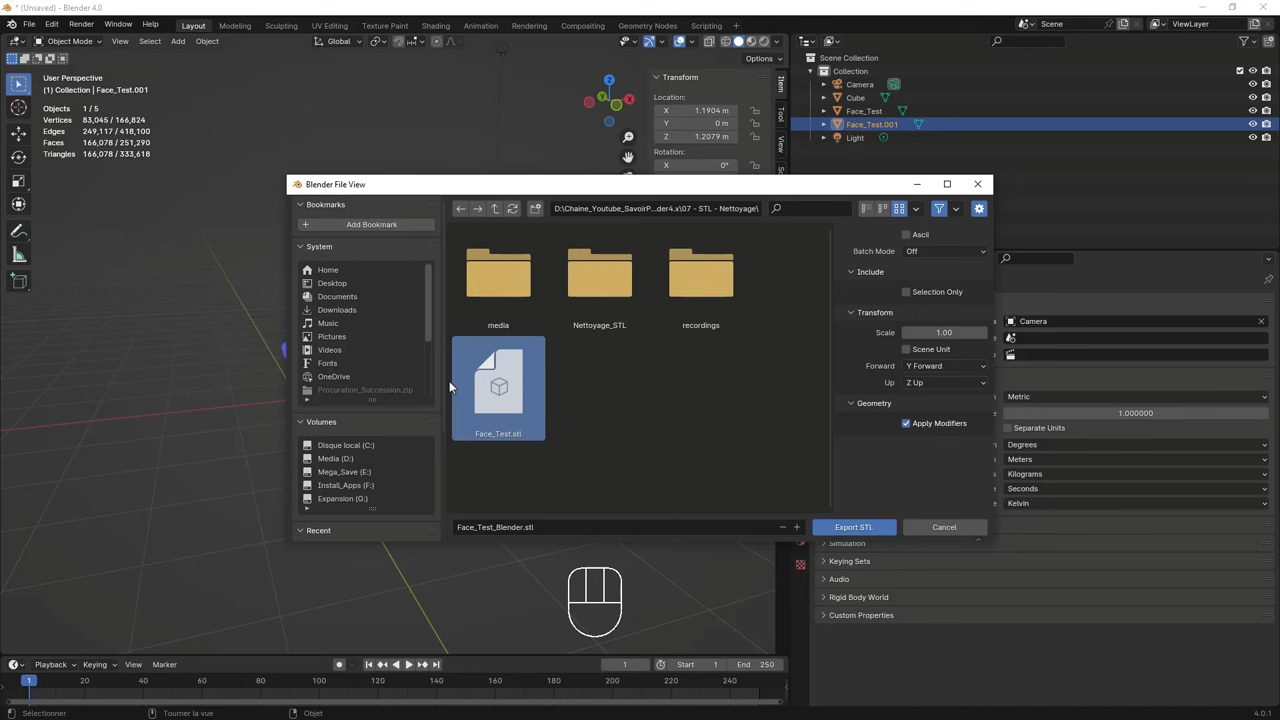 * (Unsaved) - Blender 4.0
File Edit Render Window Help Layout Modeling Sculpting UV Editing Texture Paint Shading Animation Rendering Compositing Geometry Nodes Scripting Scene ViewLayer
Object Mode View Select Add Object Global
Options
User Perspective
(1) Collection | Face_Test.001
Objects 1 / 5
Vertices 83,045 / 166,824
Edges 249,117 / 418,100
Faces 166,078 / 251,290
Triangles 166,078 / 333,618
Z
Y
X
Transform
Location:
X 1.1904 m
Y 0 m
Z 1.2079 m
Rotation:
X 0°
Item
Tool
View
Scene Collection
Collection
Camera
Cube
Face_Test
Face_Test.001
Light
Blender File View
Bookmarks
Add Bookmark
System
Home
Desktop
Documents
Downloads
Music
Pictures
Videos
Fonts
OneDrive
Procuration_Succession.zip
Volumes
Disque local (C:)
Media (D:)
Mega_Save (E:)
Install_Apps (F:)
Expansion (G:)
Recent
D:\Chaine_Youtube_SavoirP...der4.x\07 - STL - Nettoyage\
media
Nettoyage_STL
recordings
Face_Test.stl
Face_Test_Blender.stl
Ascii
Batch Mode Off
Include
Selection Only
Transform
Scale 1.00
Scene Unit
Forward Y Forward
Up Z Up
Geometry
Apply Modifiers
Export STL
Cancel
Camera
Metric
1.000000
Separate Units
Degrees
Meters
Kilograms
Seconds
Kelvin
Simulation
Keying Sets
Audio
Rigid Body World
Custom Properties
Playback Keying View Marker 1 Start 1 End 250
1 20 40 60 80 100 120 140 160 180 200 220 240
Sélectionner Tourner la vue Objet 4.0.1